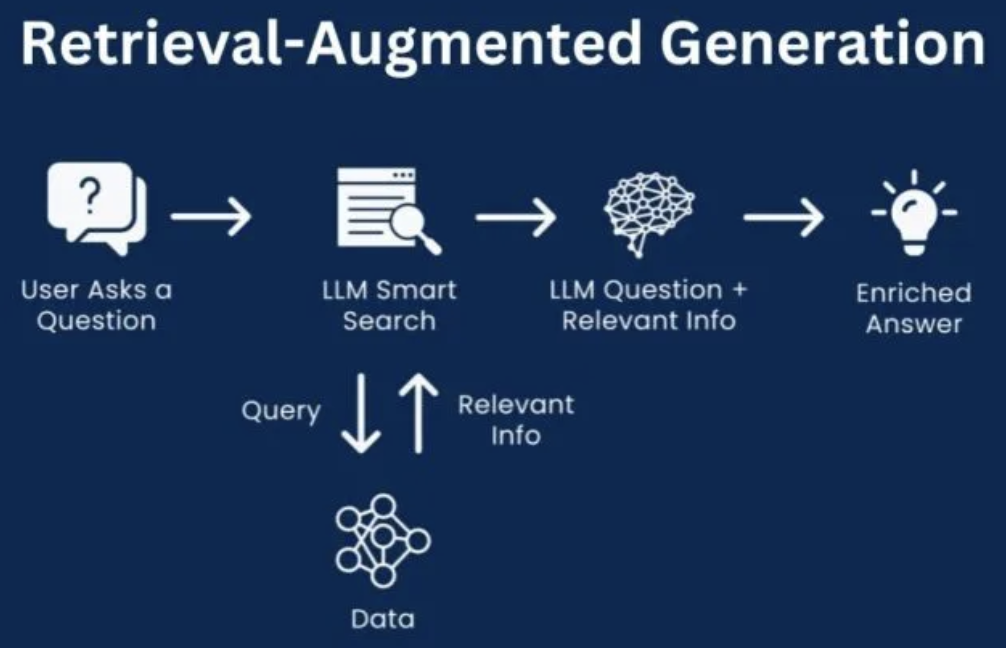 Retrieval-Augmented Generation
?
User Asks a
Question
LLM Smart
Search
LLM Question +
Relevant Info
Enriched
Answer
Query
Relevant
Info
Data